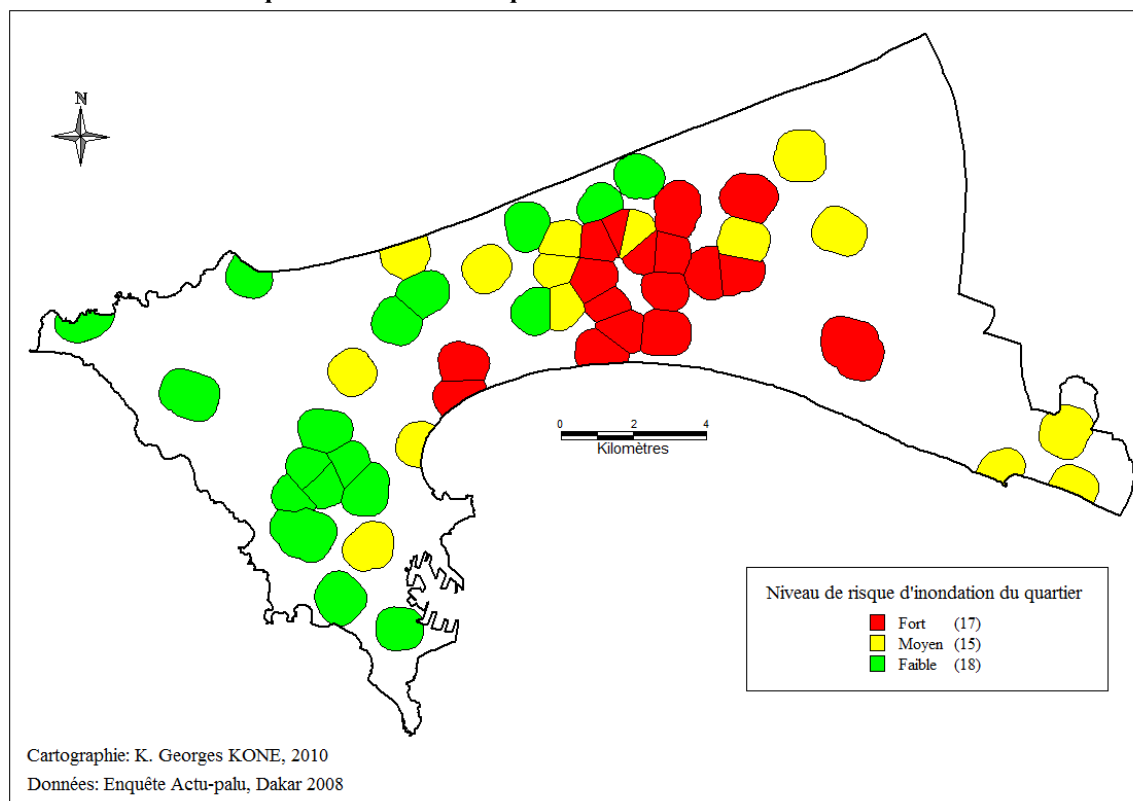 N
0 2 4
Kilomètres
Niveau de risque d'inondation du quartier
Fort (17)
Moyen (15)
Faible (18)
Cartographie: K. Georges KONE, 2010
Données: Enquête Actu-palu, Dakar 2008